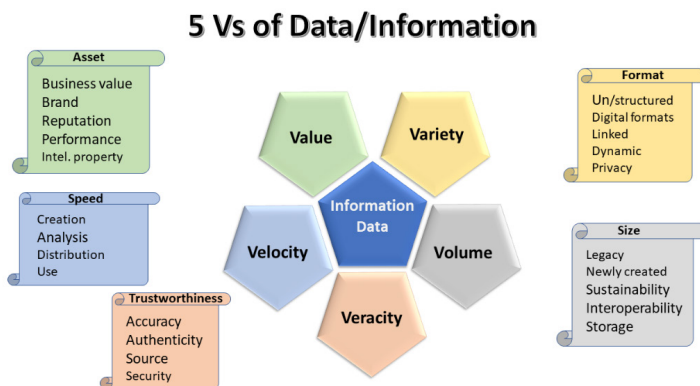 5 Vs of Data/Information
Asset
Business value
Brand
Reputation
Performance
Intel. property
Speed
Creation
Analysis
Distribution
Use
Trustworthiness
Accuracy
Authenticity
Source
Security
Value
Variety
Information
Data
Velocity
Volume
Veracity
Format
Un/structured
Digital formats
Linked
Dynamic
Privacy
Size
Legacy
Newly created
Sustainability
Interoperability
Storage